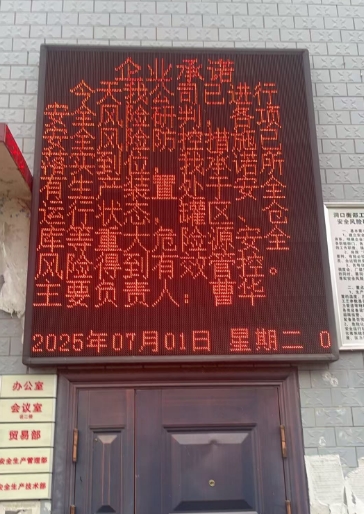 企业承诺
今天我公司已进行
安全风险研判，各项
安全风险防控措施已
落实到位，我承诺所
有生产装置处于安全
运行状态，罐区、仓
库等重大危险源安全
风险得到有效管控。
主要负责人：曹华
2025年07月01日 星期二 0
办公室
会议室
贸易部
安全生产管理部
安全生产技术部